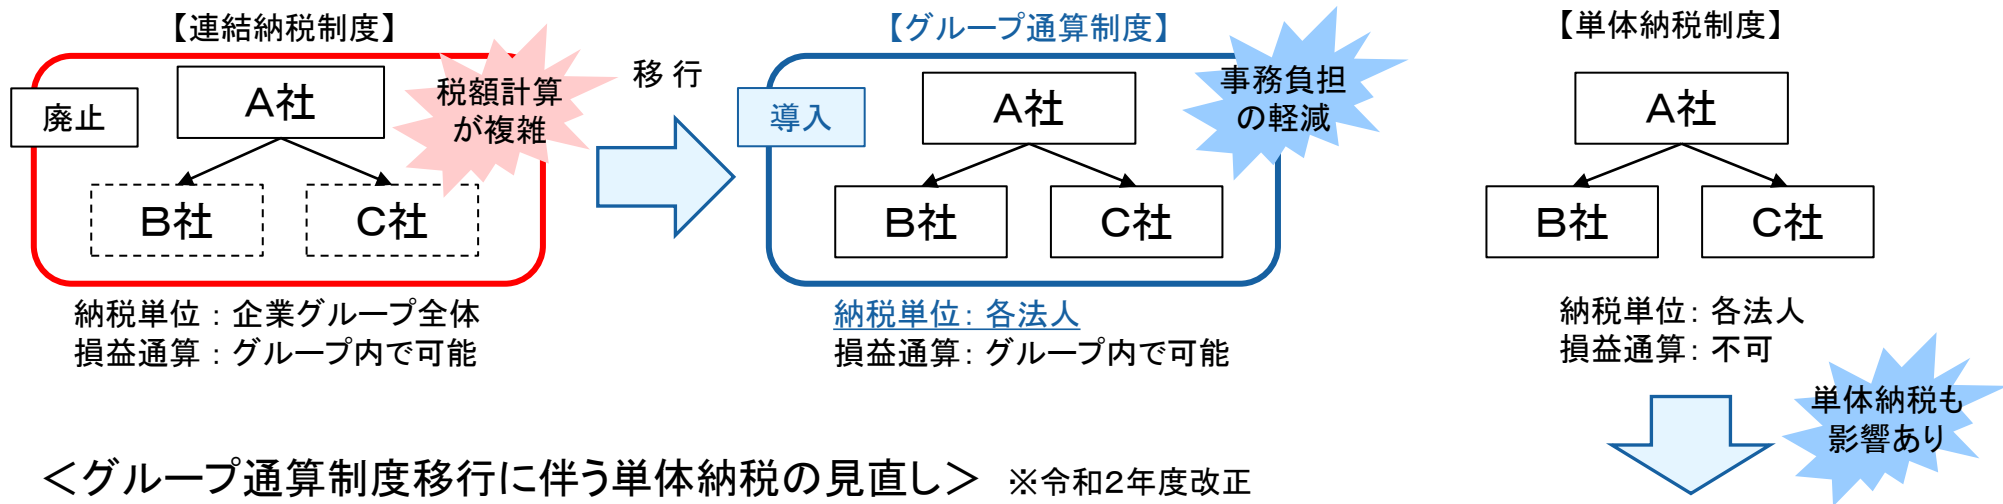 【連結納税制度】
廃止
A社
税額計算
が複雑
B社
C社
納税単位：企業グループ全体
損益通算：グループ内で可能
移 行
【グループ通算制度】
導入
A社
事務負担
の軽減
B社
C社
納税単位：各法人
損益通算：グループ内で可能
【単体納税制度】
A社
B社
C社
納税単位：各法人
損益通算：不可
単体納税も
影響あり
＜グループ通算制度移行に伴う単体納税の見直し＞ ※令和2年度改正